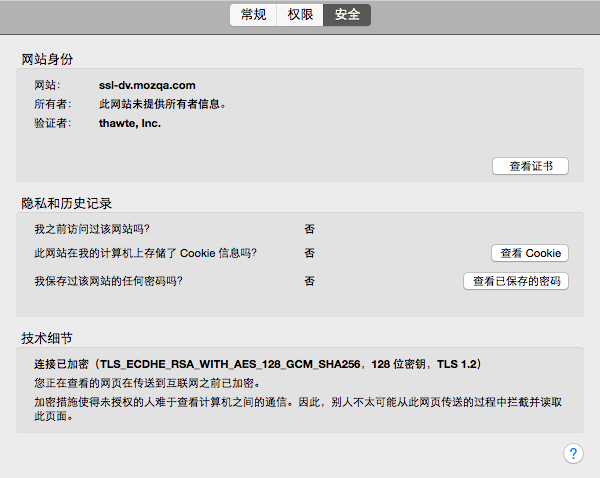 常规 权限 安全
网站身份
网站： ssl-dv.mozqa.com
所有者： 此网站未提供所有者信息。
验证者： thawte, Inc.
查看证书
隐私和历史记录
我之前访问过该网站吗? 否
此网站在我的计算机上存储了 Cookie 信息吗? 否 查看 Cookie
我保存过该网站的任何密码吗? 否 查看已保存的密码
技术细节
连接已加密（TLS_ECDHE_RSA_WITH_AES_128_GCM_SHA256，128 位密钥，TLS 1.2）
您正在查看的网页在传送到互联网之前已加密。
加密措施使得未授权的人难于查看计算机之间的通信。因此，别人不太可能从此网页传送的过程中拦截并读取
此页面。
?